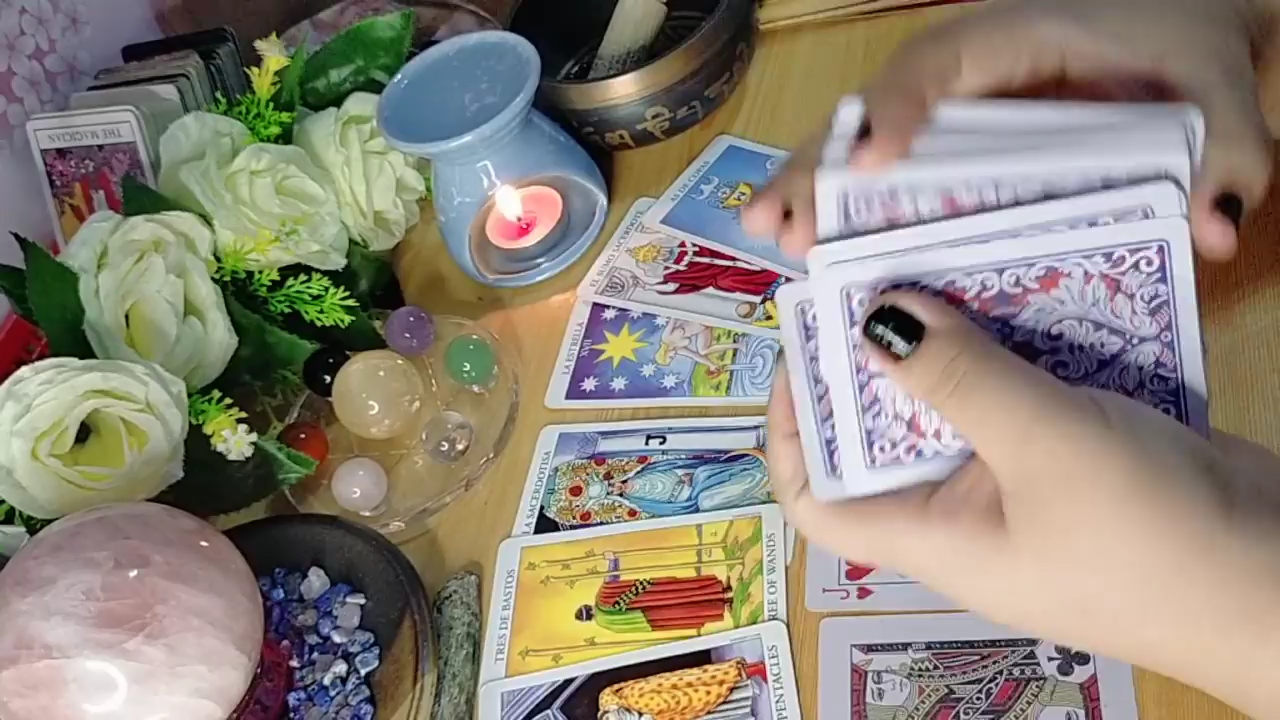 THE MAGICIAN
AS DE COPAS
EL SUMO SACERDOTE
LA ESTRELLA
XVII
LA SACERDOTISA
J
TRES DE BASTOS
REE OF WANDS
PENTACLES
J